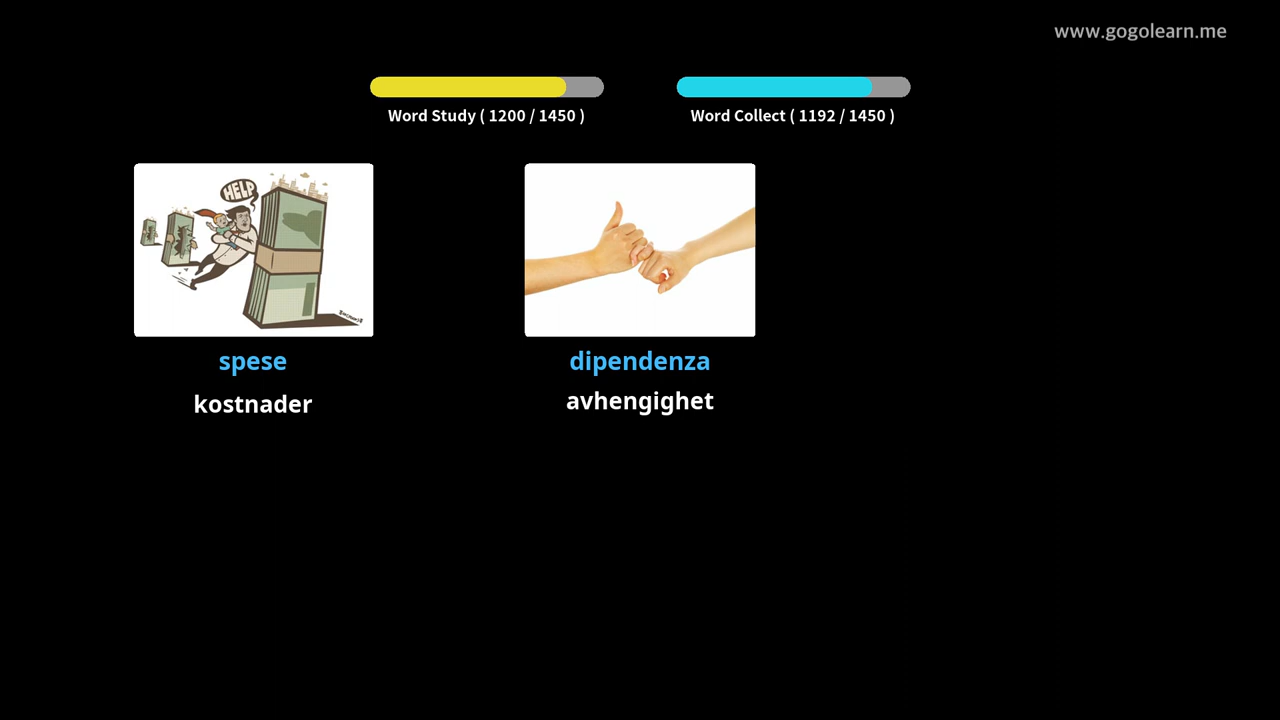 www.gogolearn.me
Word Study ( 1200 / 1450 )
Word Collect ( 1192 / 1450 )
HELP
spese
dipendenza
kostnader
avhengighet